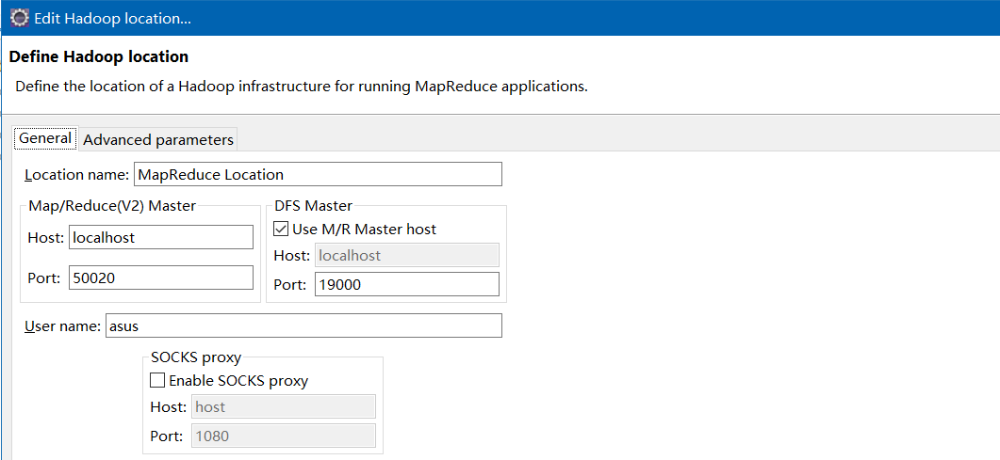 Edit Hadoop location...
Define Hadoop location
Define the location of a Hadoop infrastructure for running MapReduce applications.
General Advanced parameters
Location name: MapReduce Location
Map/Reduce(V2) Master
Host: localhost
Port: 50020
DFS Master
Use M/R Master host
Host: localhost
Port: 19000
User name: asus
SOCKS proxy
Enable SOCKS proxy
Host: host
Port: 1080